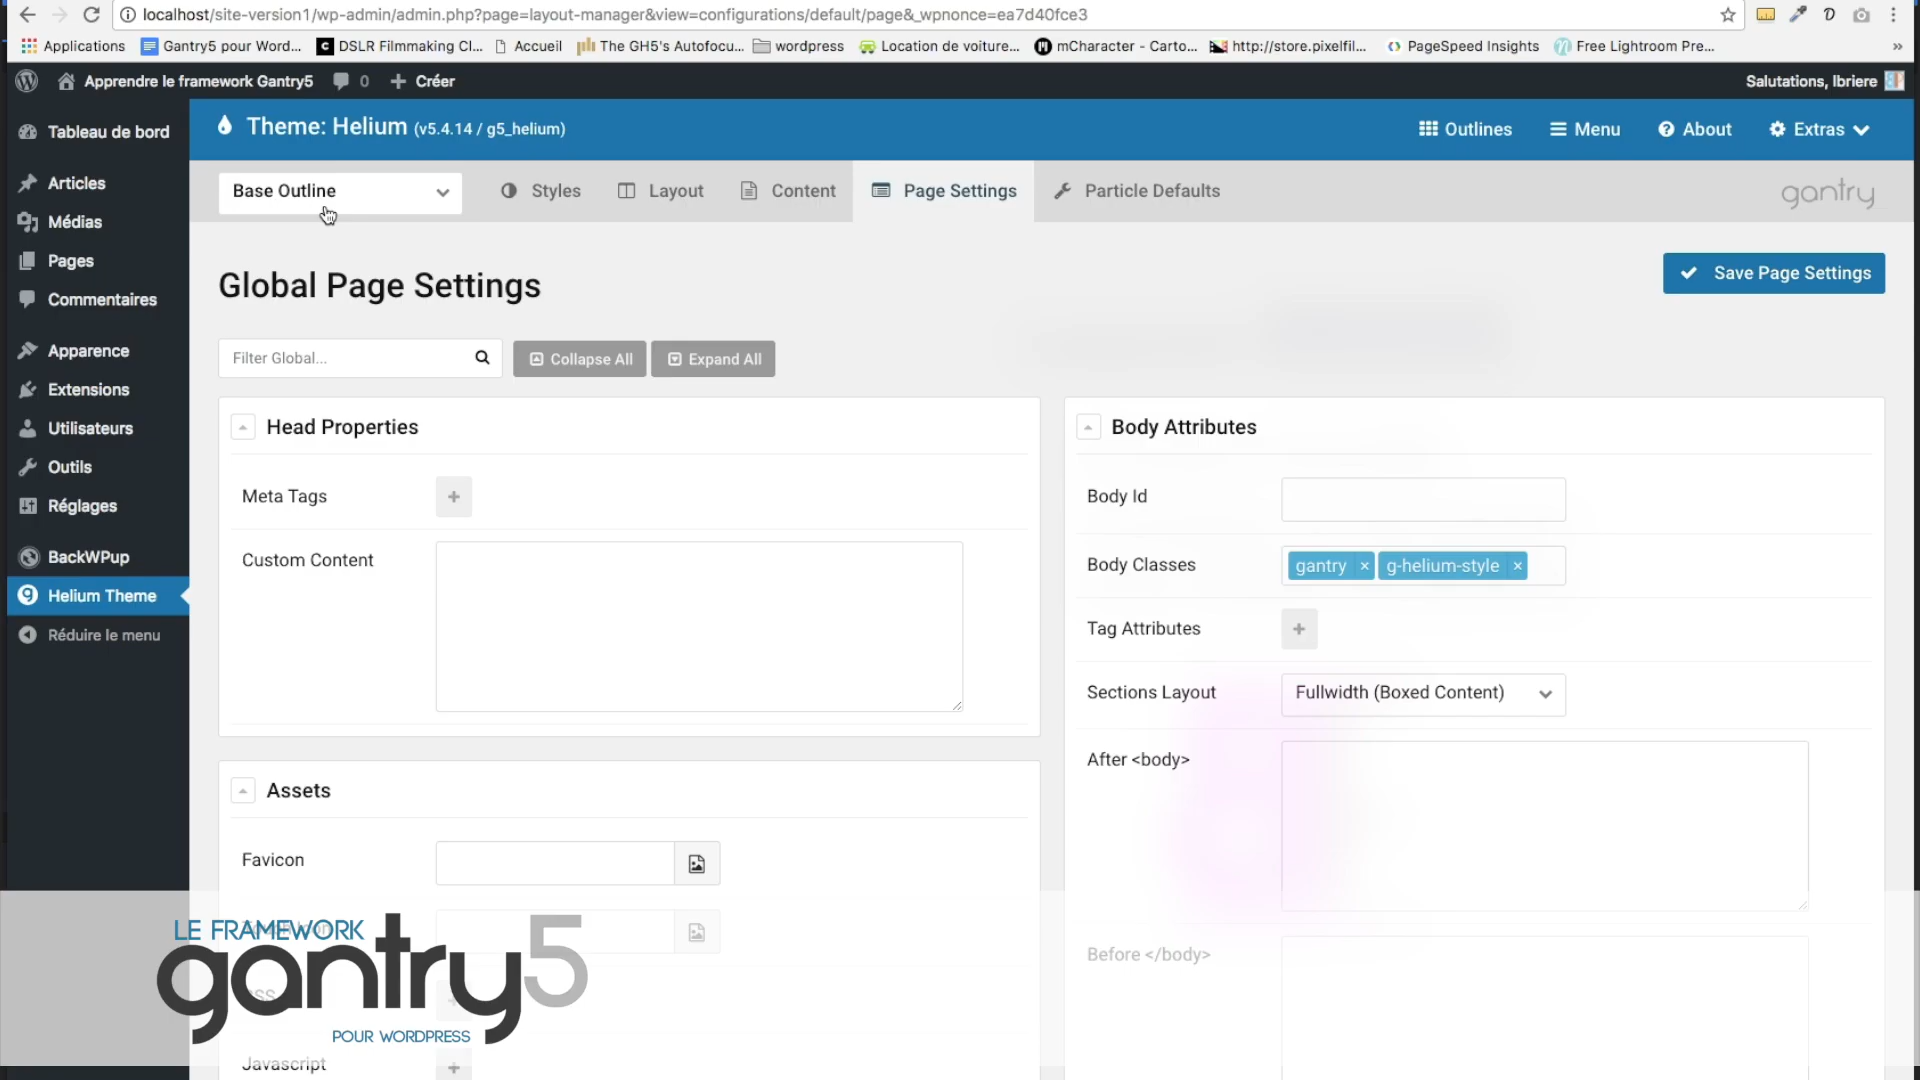 localhost/site-version1/wp-admin/admin.php?page=layout-manager&view=configurations/default/page&_wpnonce=ea7d40fce3
Applications Gantry5 pour Word... DSLR Filmmaking Cl... Accueil The GH5's Autofocu... wordpress Location de voiture... mCharacter - Carto... http://store.pixelfil... PageSpeed Insights Free Lightroom Pre... »
Apprendre le framework Gantry5 0 + Créer Salutations, lbriere
Tableau de bord
Articles
Médias
Pages
Commentaires
Apparence
Extensions
Utilisateurs
Outils
Réglages
BackWPup
Helium Theme
Réduire le menu
Theme: Helium (v5.4.14 / g5_helium) Outlines Menu About Extras
Base Outline Styles Layout Content Page Settings Particle Defaults gantry
Global Page Settings Save Page Settings
Filter Global... Collapse All Expand All
Head Properties
Meta Tags
Custom Content
Assets
Favicon
Javascript
Body Attributes
Body Id
Body Classes gantry × g-helium-style ×
Tag Attributes
Sections Layout Fullwidth (Boxed Content)
After <body>
Before </body>
LE FRAMEWORK
gantry5
POUR WORDPRESS